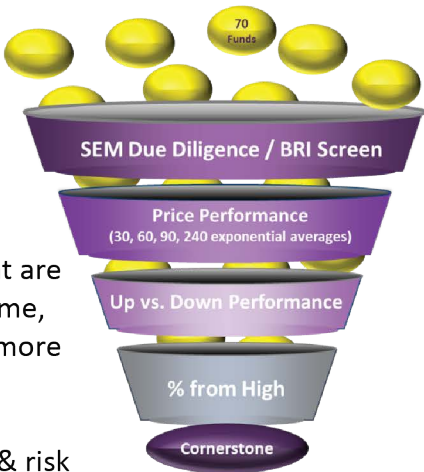 70
Funds
SEM Due Diligence / BRI Screen
Price Performance
(30, 60, 90, 240 exponential averages)
t are
Up vs. Down Performance
me,
more
% from High
Cornerstone
& risk